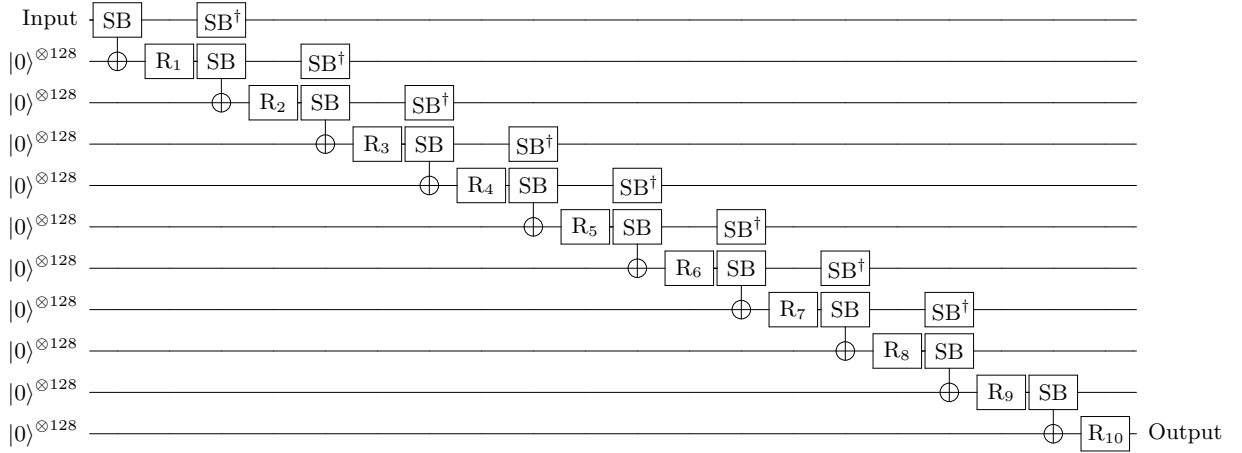 Input SB SB†
|0⟩^⊗128 R₁ SB SB†
|0⟩^⊗128 R₂ SB SB†
|0⟩^⊗128 R₃ SB SB†
|0⟩^⊗128 R₄ SB SB†
|0⟩^⊗128 R₅ SB SB†
|0⟩^⊗128 R₆ SB SB†
|0⟩^⊗128 R₇ SB SB†
|0⟩^⊗128 R₈ SB
|0⟩^⊗128 R₉ SB
|0⟩^⊗128 R₁₀ Output